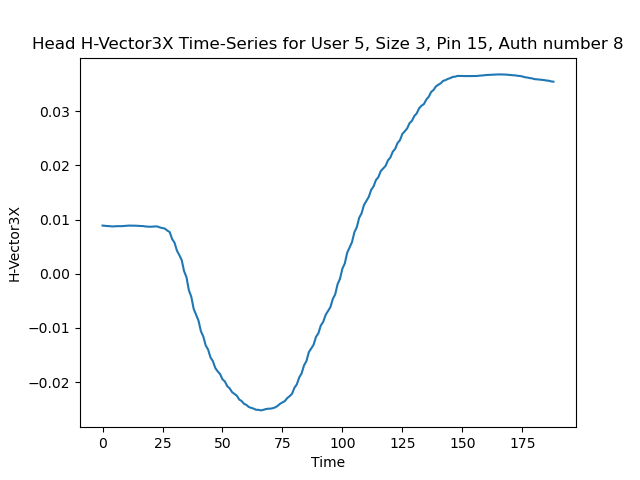 Head H-Vector3X Time-Series for User 5, Size 3, Pin 15, Auth number 8
H-Vector3X
0.03
0.02
0.01
0.00
−0.01
−0.02
0 25 50 75 100 125 150 175
Time